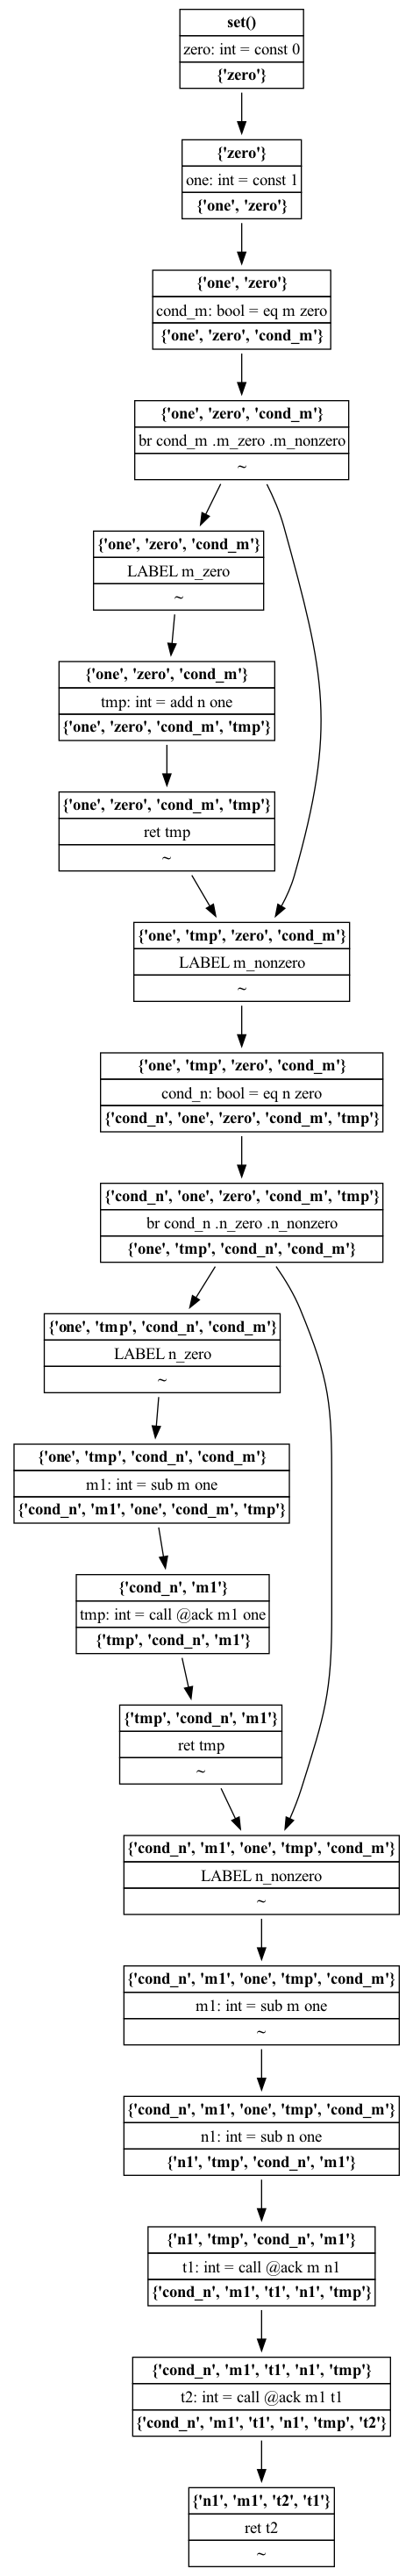 set()
zero: int = const 0
{'zero'}
{'zero'}
one: int = const 1
{'one', 'zero'}
{'one', 'zero'}
cond_m: bool = eq m zero
{'one', 'zero', 'cond_m'}
{'one', 'zero', 'cond_m'}
br cond_m .m_zero .m_nonzero
~
{'one', 'zero', 'cond_m'}
LABEL m_zero
~
{'one', 'zero', 'cond_m'}
tmp: int = add n one
{'one', 'zero', 'cond_m', 'tmp'}
{'one', 'zero', 'cond_m', 'tmp'}
ret tmp
~
{'one', 'tmp', 'zero', 'cond_m'}
LABEL m_nonzero
~
{'one', 'tmp', 'zero', 'cond_m'}
cond_n: bool = eq n zero
{'cond_n', 'one', 'zero', 'cond_m', 'tmp'}
{'cond_n', 'one', 'zero', 'cond_m', 'tmp'}
br cond_n .n_zero .n_nonzero
{'one', 'tmp', 'cond_n', 'cond_m'}
{'one', 'tmp', 'cond_n', 'cond_m'}
LABEL n_zero
~
{'one', 'tmp', 'cond_n', 'cond_m'}
m1: int = sub m one
{'cond_n', 'm1', 'one', 'cond_m', 'tmp'}
{'cond_n', 'm1'}
tmp: int = call @ack m1 one
{'tmp', 'cond_n', 'm1'}
{'tmp', 'cond_n', 'm1'}
ret tmp
~
{'cond_n', 'm1', 'one', 'tmp', 'cond_m'}
LABEL n_nonzero
~
{'cond_n', 'm1', 'one', 'tmp', 'cond_m'}
m1: int = sub m one
~
{'cond_n', 'm1', 'one', 'tmp', 'cond_m'}
n1: int = sub n one
{'n1', 'tmp', 'cond_n', 'm1'}
{'n1', 'tmp', 'cond_n', 'm1'}
t1: int = call @ack m n1
{'cond_n', 'm1', 't1', 'n1', 'tmp'}
{'cond_n', 'm1', 't1', 'n1', 'tmp'}
t2: int = call @ack m1 t1
{'cond_n', 'm1', 't1', 'n1', 'tmp', 't2'}
{'n1', 'm1', 't2', 't1'}
ret t2
~